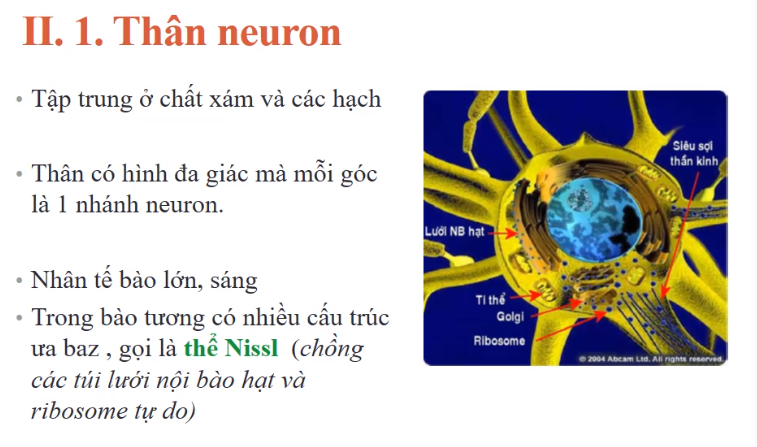 II. 1. Thân neuron
• Tập trung ở chất xám và các hạch
• Thân có hình đa giác mà mỗi góc
là 1 nhánh neuron.
• Nhân tế bào lớn, sáng
• Trong bào tương có nhiều cấu trúc
ưa baz , gọi là thể Nissl (chồng
các túi lưới nội bào hạt và
ribosome tự do)
Siêu sợi
thần kinh
Lưới NB hạt
Ti thể
Golgi
Ribosome
© 2004 Abcam Ltd. All rights reserved.